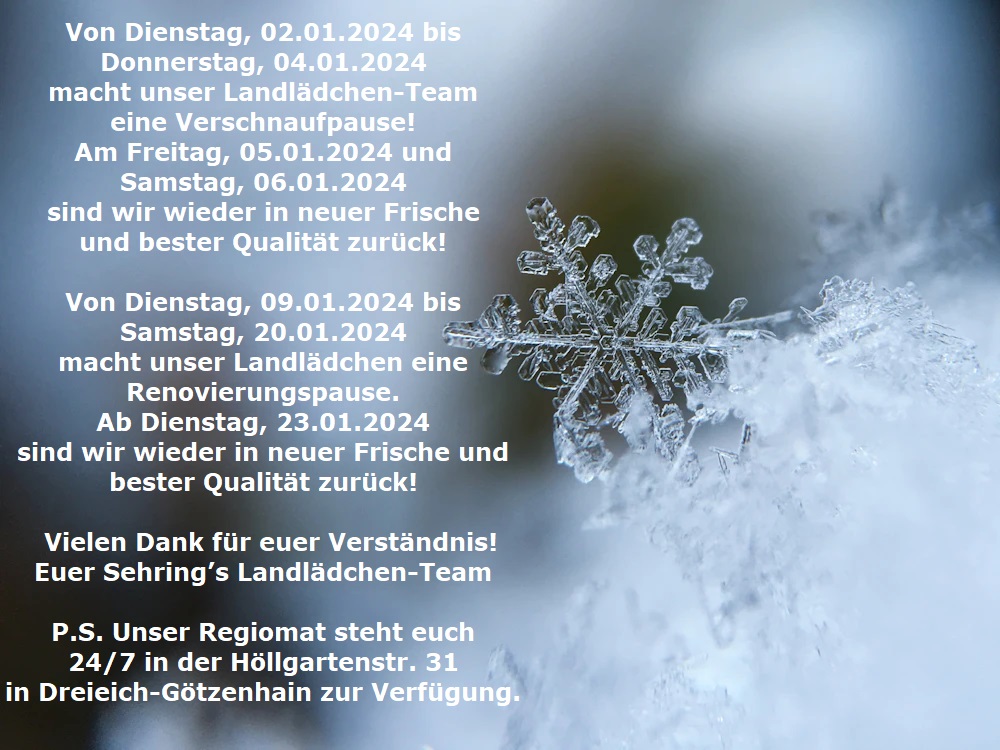 Von Dienstag, 02.01.2024 bis
Donnerstag, 04.01.2024
macht unser Landlädchen-Team
eine Verschnaufpause!
Am Freitag, 05.01.2024 und
Samstag, 06.01.2024
sind wir wieder in neuer Frische
und bester Qualität zurück!
Von Dienstag, 09.01.2024 bis
Samstag, 20.01.2024
macht unser Landlädchen eine
Renovierungspause.
Ab Dienstag, 23.01.2024
sind wir wieder in neuer Frische und
bester Qualität zurück!
Vielen Dank für euer Verständnis!
Euer Sehring’s Landlädchen-Team
P.S. Unser Regiomat steht euch
24/7 in der Höllgartenstr. 31
in Dreieich-Götzenhain zur Verfügung.